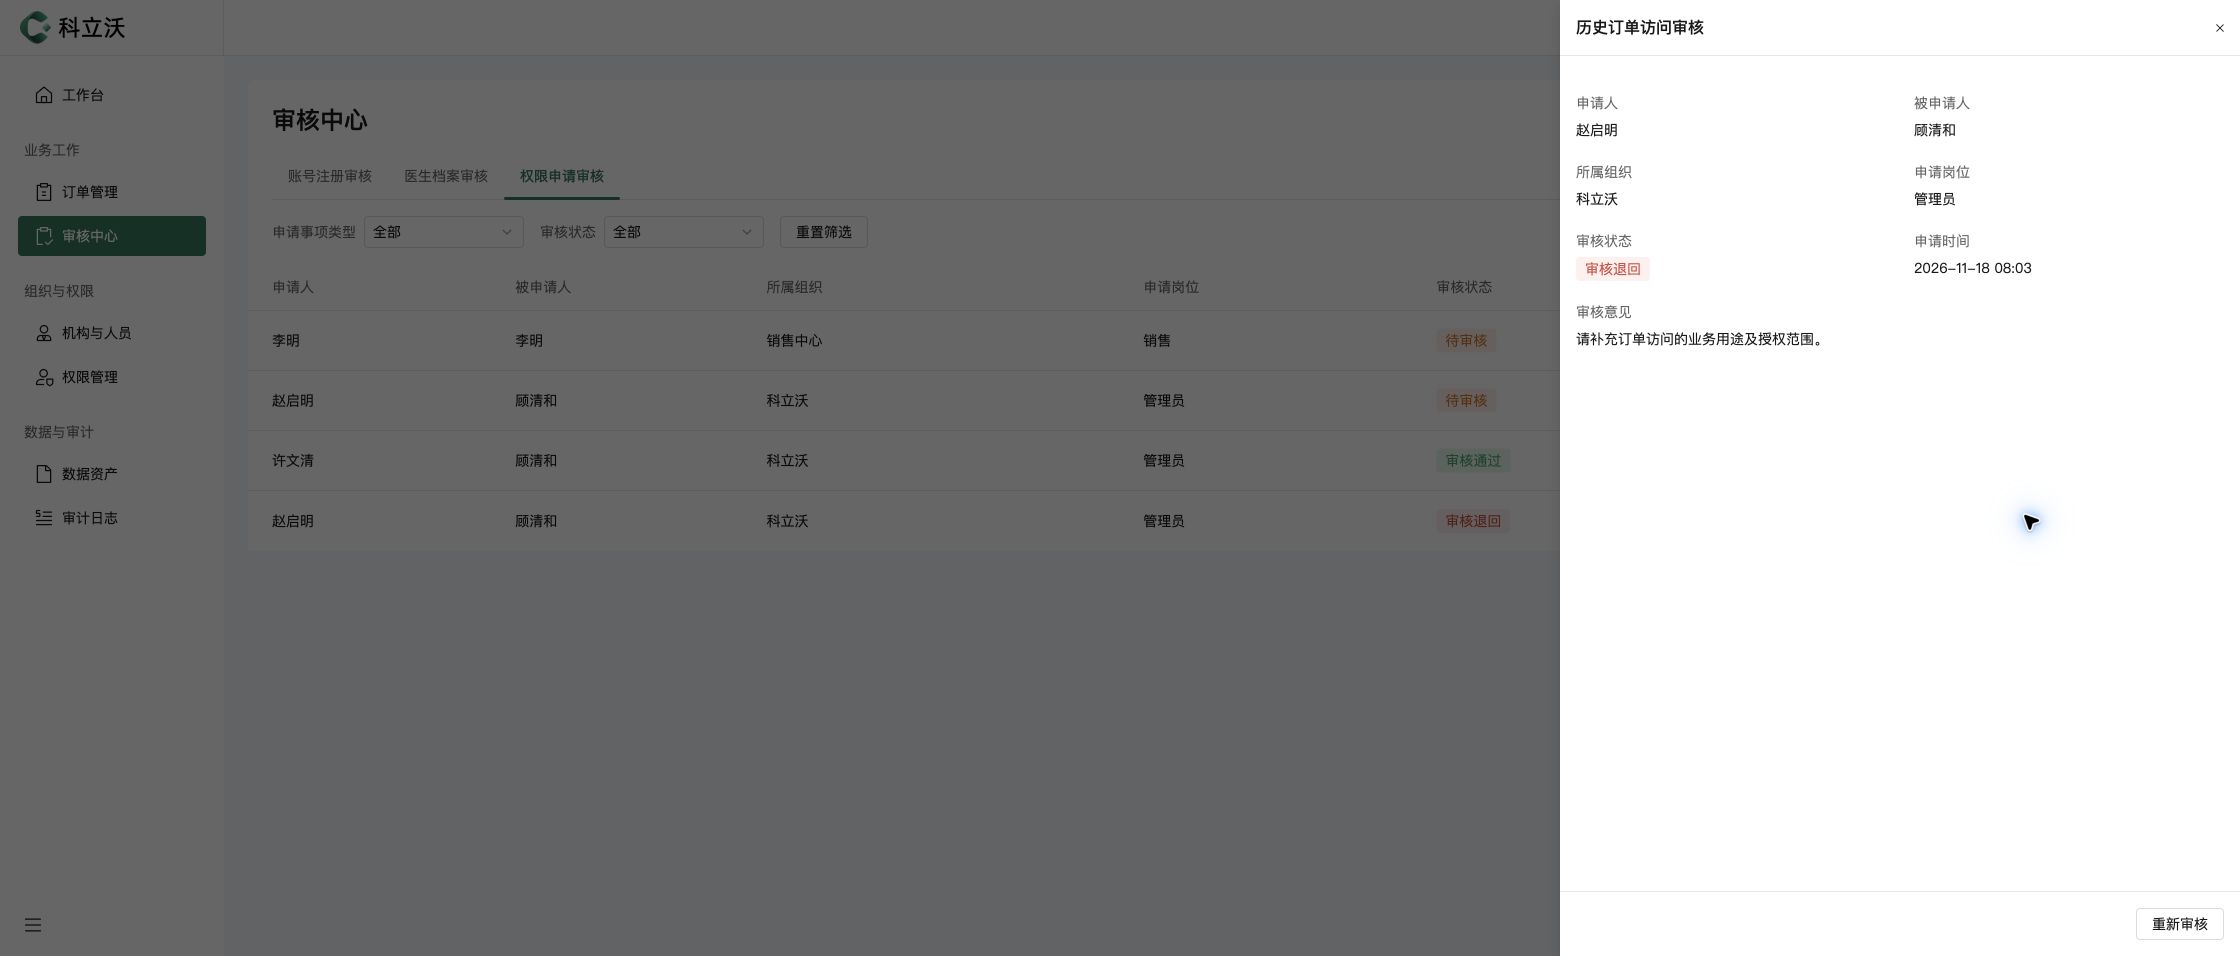 科立沃
工作台
业务工作
订单管理
审核中心
组织与权限
机构与人员
权限管理
数据与审计
数据资产
审计日志
审核中心
账号注册审核 医生档案审核 权限申请审核
申请事项类型 全部 审核状态 全部 重置筛选
申请人 被申请人 所属组织 申请岗位 审核状态
李明 李明 销售中心 销售 待审核
赵启明 顾清和 科立沃 管理员 待审核
许文清 顾清和 科立沃 管理员 审核通过
赵启明 顾清和 科立沃 管理员 审核退回
历史订单访问审核
申请人 被申请人
赵启明 顾清和
所属组织 申请岗位
科立沃 管理员
审核状态 申请时间
审核退回 2026-11-18 08:03
审核意见
请补充订单访问的业务用途及授权范围。
重新审核